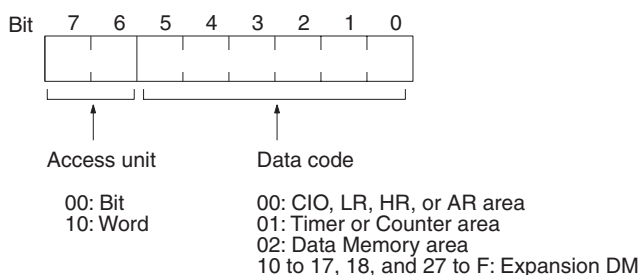 Bit 7 6 5 4 3 2 1 0
Access unit Data code
00: Bit 00: CIO, LR, HR, or AR area
10: Word 01: Timer or Counter area
02: Data Memory area
10 to 17, 18, and 27 to F: Expansion DM